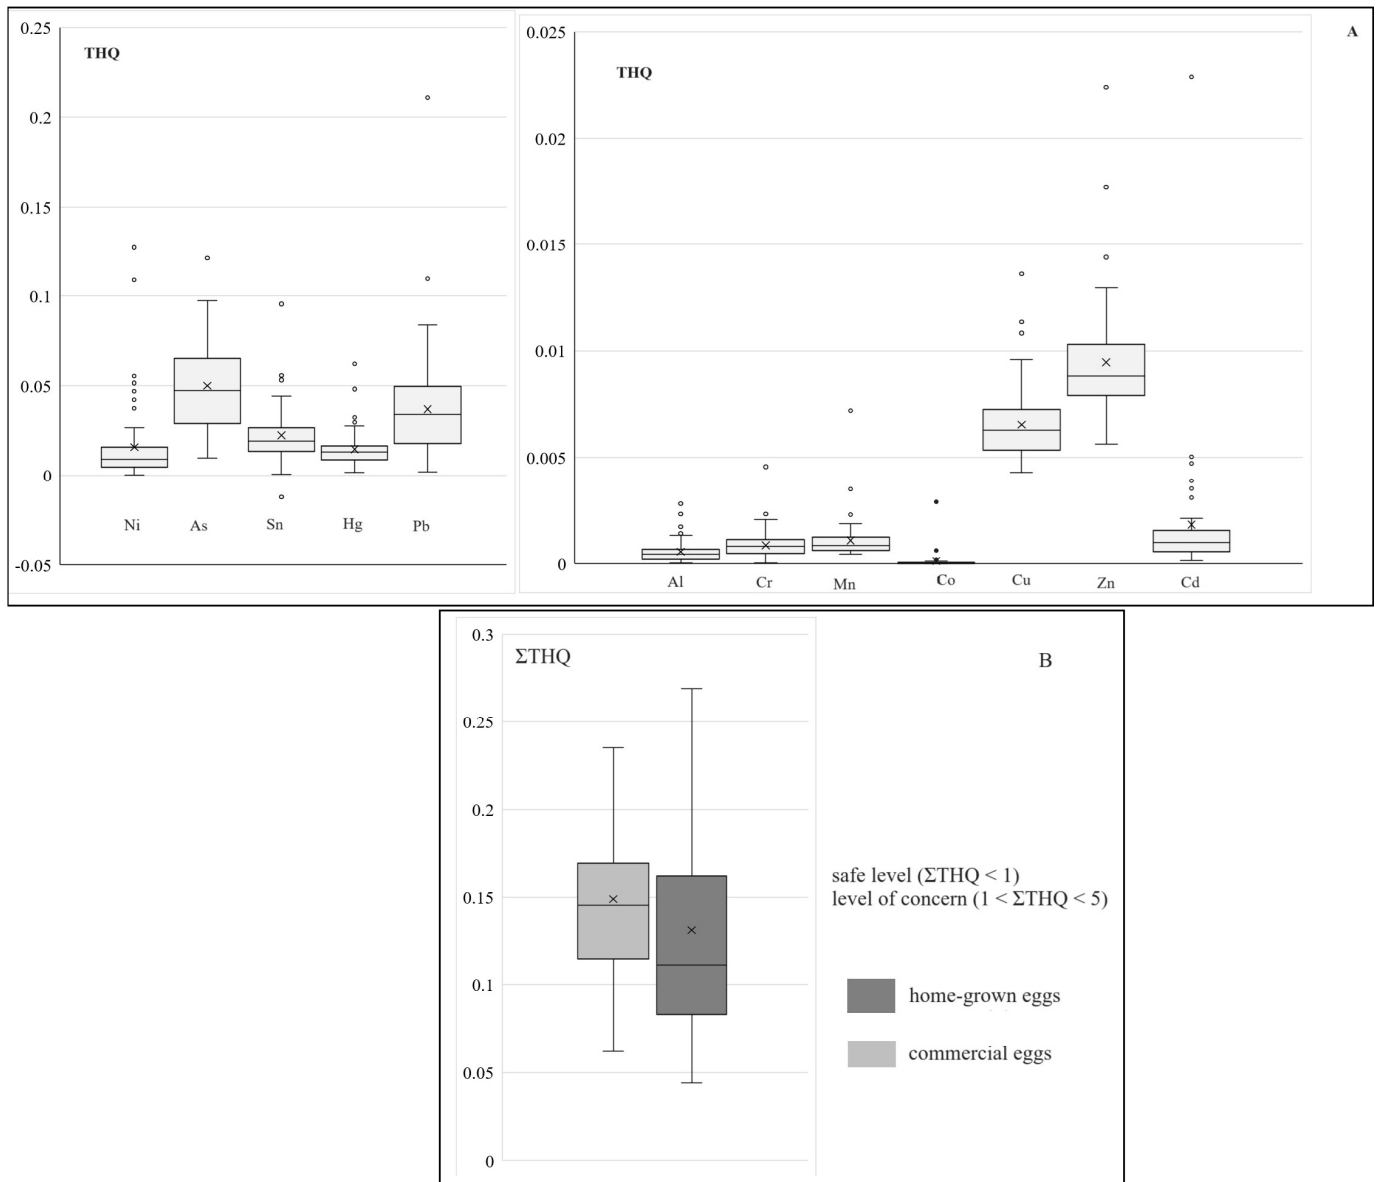 THQ
0.25
0.2
0.15
0.1
0.05
0
-0.05
Ni As Sn Hg Pb
A
THQ
0.025
0.02
0.015
0.01
0.005
0
Al Cr Mn Co Cu Zn Cd
ΣTHQ
B
0.3
0.25
0.2
0.15
0.1
0.05
0
safe level (ΣTHQ < 1)
level of concern (1 < ΣTHQ < 5)
home-grown eggs
commercial eggs